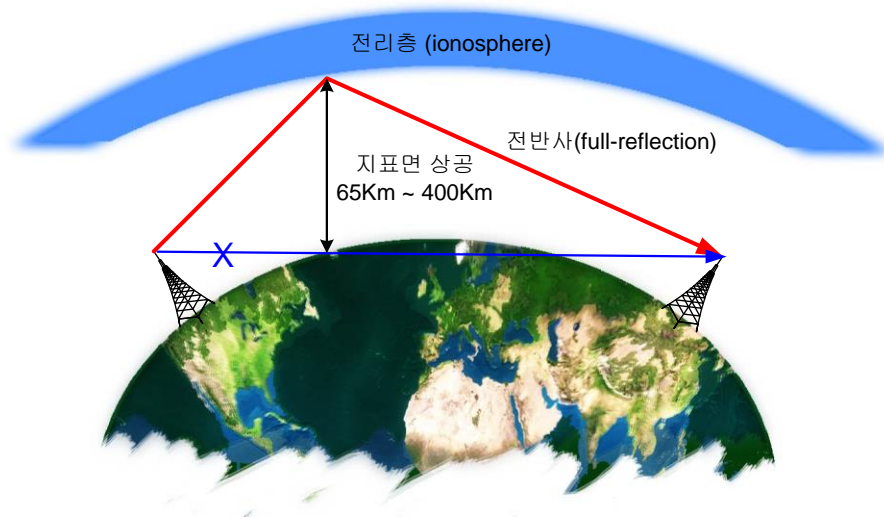 전리층 (ionosphere)
전반사(full-reflection)
지표면 상공
65Km ~ 400Km
X